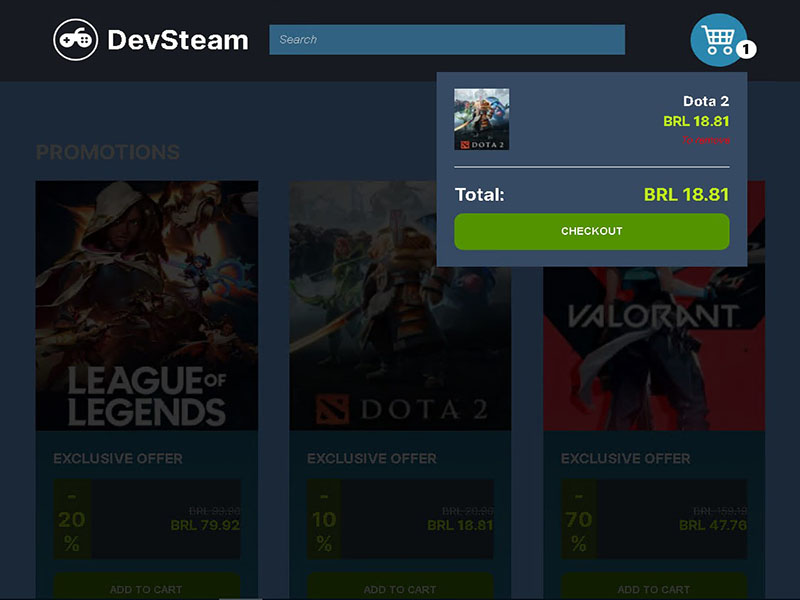 DevSteam
Search
1
Dota 2
BRL 18.81
To remove
Total:
BRL 18.81
CHECKOUT
PROMOTIONS
LEAGUE OF
LEGENDS
DOTA 2
VALORANT
DOTA 2
EXCLUSIVE OFFER
EXCLUSIVE OFFER
EXCLUSIVE OFFER
-
20
%
BRL 99.90
BRL 79.92
-
10
%
BRL 20.90
BRL 18.81
-
70
%
BRL 159.19
BRL 47.76
ADD TO CART
ADD TO CART
ADD TO CART